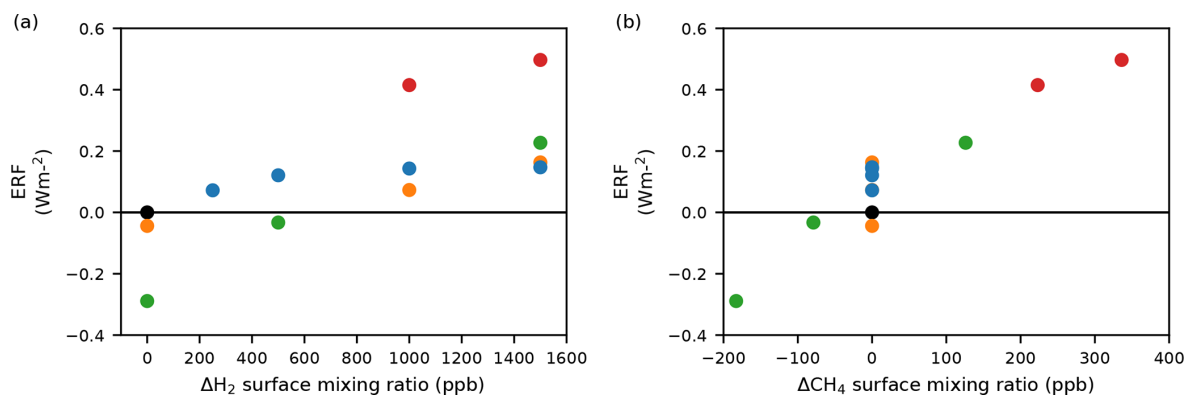 (a)
0.6
0.4
0.2
0.0
−0.2
−0.4
ERF
(Wm-²)
0 200 400 600 800 1000 1200 1400 1600
ΔH₂ surface mixing ratio (ppb)
(b)
0.6
0.4
0.2
0.0
−0.2
−0.4
ERF
(Wm-²)
−200 −100 0 100 200 300 400
ΔCH₄ surface mixing ratio (ppb)